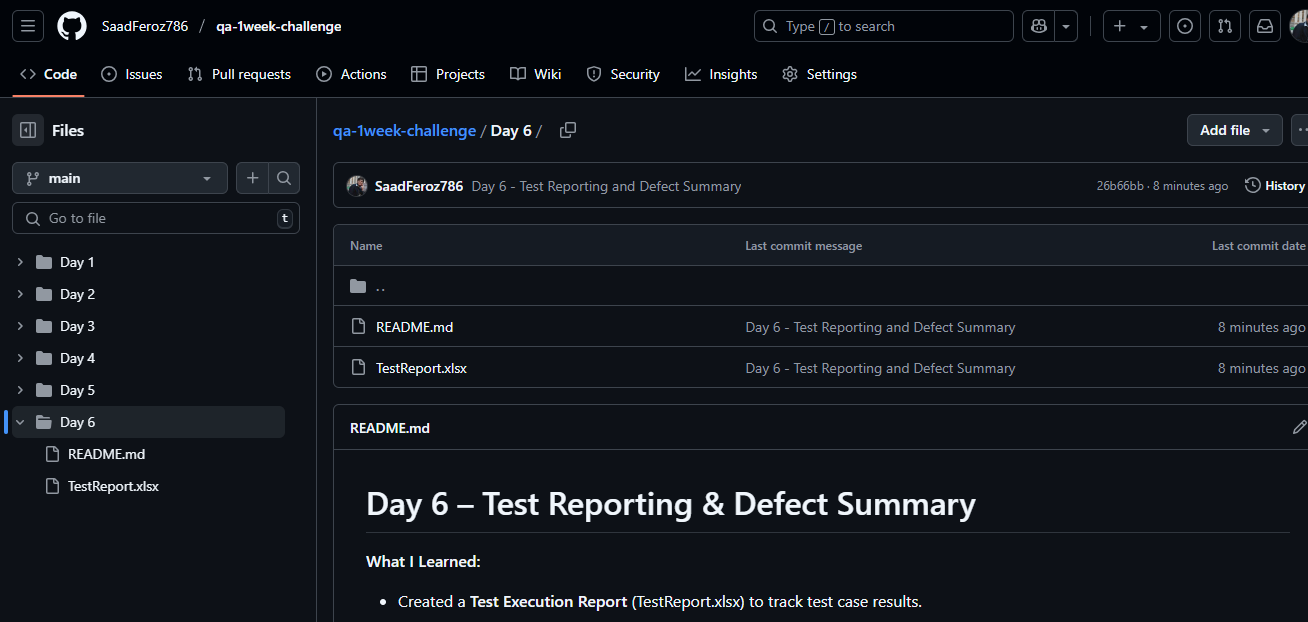 SaadFeroz786 / qa-1week-challenge
Type / to search
Code Issues Pull requests Actions Projects Wiki Security Insights Settings
Files
main
Go to file t
Day 1
Day 2
Day 3
Day 4
Day 5
Day 6
README.md
TestReport.xlsx
qa-1week-challenge / Day 6 /
Add file
SaadFeroz786 Day 6 - Test Reporting and Defect Summary 26b66bb · 8 minutes ago History
Name Last commit message Last commit date
..
README.md Day 6 - Test Reporting and Defect Summary 8 minutes ago
TestReport.xlsx Day 6 - Test Reporting and Defect Summary 8 minutes ago
README.md
Day 6 – Test Reporting & Defect Summary
What I Learned:
• Created a Test Execution Report (TestReport.xlsx) to track test case results.